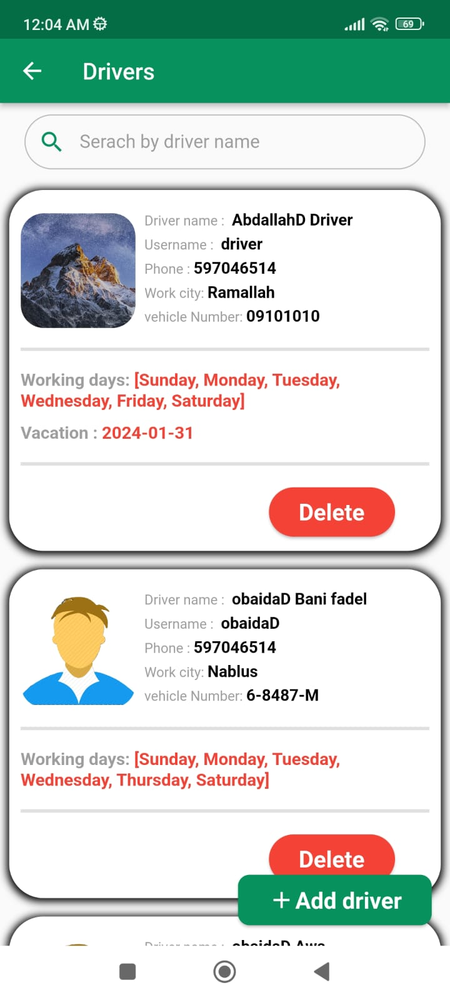 12:04 AM
69
Drivers
Serach by driver name
Driver name : AbdallahD Driver
Username : driver
Phone : 597046514
Work city: Ramallah
vehicle Number: 09101010
Working days: [Sunday, Monday, Tuesday,
Wednesday, Friday, Saturday]
Vacation : 2024-01-31
Delete
Driver name : obaidaD Bani fadel
Username : obaidaD
Phone : 597046514
Work city: Nablus
vehicle Number: 6-8487-M
Working days: [Sunday, Monday, Tuesday,
Wednesday, Thursday, Saturday]
Delete
+ Add driver
Driver name : obaidaD